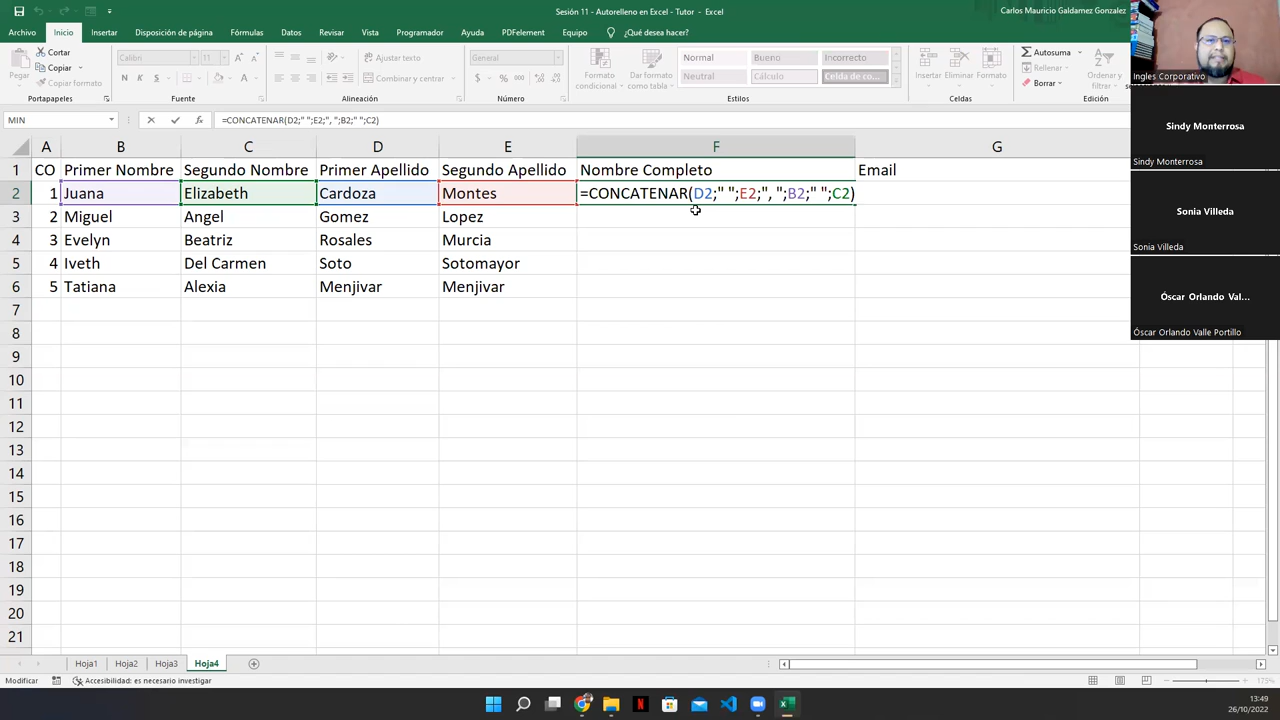 Sesión 11 - Autorelleno en Excel - Tutor - Excel
Carlos Mauricio Galdamez Gonzalez
Archivo Inicio Insertar Disposición de página Fórmulas Datos Revisar Vista Programador Ayuda PDFelement Equipo ¿Qué desea hacer?
Pegar
Cortar
Copiar
Copiar formato
Portapapeles
Calibri
11
N K S
Fuente
Ajustar texto
Combinar y centrar
Alineación
General
$ %
Número
Formato condicional
Dar formato como tabla
Normal Bueno Incorrecto
Neutral Cálculo Celda de co...
Estilos
Insertar Eliminar Formato
Celdas
Autosuma
Rellenar
Borrar
Ordenar y
Edición
MIN
fx
=CONCATENAR(D2;" ";E2;", ";B2;" ";C2)
A B C D E F G
1 CO Primer Nombre Segundo Nombre Primer Apellido Segundo Apellido Nombre Completo Email
2 1 Juana Elizabeth Cardoza Montes =CONCATENAR(D2;" ";E2;", ";B2;" ";C2)
3 2 Miguel Angel Gomez Lopez
4 3 Evelyn Beatriz Rosales Murcia
5 4 Iveth Del Carmen Soto Sotomayor
6 5 Tatiana Alexia Menjivar Menjivar
7
8
9
10
11
12
13
14
15
16
17
18
19
20
21
Ingles Corporativo
Sindy Monterrosa
Sindy Monterrosa
Sonia Villeda
Sonia Villeda
Óscar Orlando Val...
Óscar Orlando Valle Portillo
Hoja1 Hoja2 Hoja3 Hoja4
Modificar
Accesibilidad: es necesario investigar
175%
13:49
26/10/2022